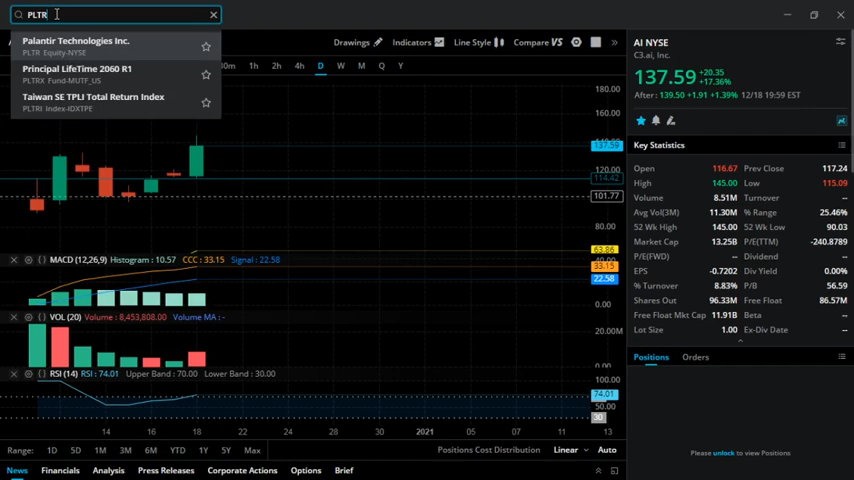 PLTR
Palantir Technologies Inc.
PLTR Equity-NYSE
Principal LifeTime 2060 R1
PLTRX Fund-MUTF_US
Taiwan SE TPLI Total Return Index
PLTRI Index-IDXTPE
Drawings Indicators Line Style Compare VS
1h 2h 4h D W M Q Y
180.00
160.00
137.59
120.00
114.42
101.77
80.00
63.86
MACD (12,26,9) Histogram : 10.57 CCC : 33.15 Signal : 22.58
33.15
22.58
0.00
VOL (20) Volume : 8,453,808.00 Volume MA : -
20.00M
0.00
RSI (14) RSI : 74.01 Upper Band : 70.00 Lower Band : 30.00
100.00
74.01
50.00
30
14 16 18 22 24 28 30 2021 05 07 11 13
Range: 1D 5D 1M 3M 6M YTD 1Y 5Y Max Positions Cost Distribution Linear Auto
News Financials Analysis Press Releases Corporate Actions Options Brief
AI NYSE
C3.ai, Inc.
137.59 +20.35
+17.36%
After : 139.50 +1.91 +1.39% 12/18 19:59 EST
Key Statistics
Open 116.67 Prev Close 117.24
High 145.00 Low 115.09
Volume 8.51M Turnover --
Avg Vol(3M) 11.30M % Range 25.46%
52 Wk High 145.00 52 Wk Low 90.03
Market Cap 13.25B P/E(TTM) -240.8789
P/E(FWD) -- Dividend --
EPS -0.7202 Div Yield 0.00%
% Turnover 8.83% P/B 56.59
Shares Out 96.33M Free Float 86.57M
Free Float Mkt Cap 11.91B Beta --
Lot Size 1.00 Ex-Div Date --
Positions Orders
Please unlock to view Positions